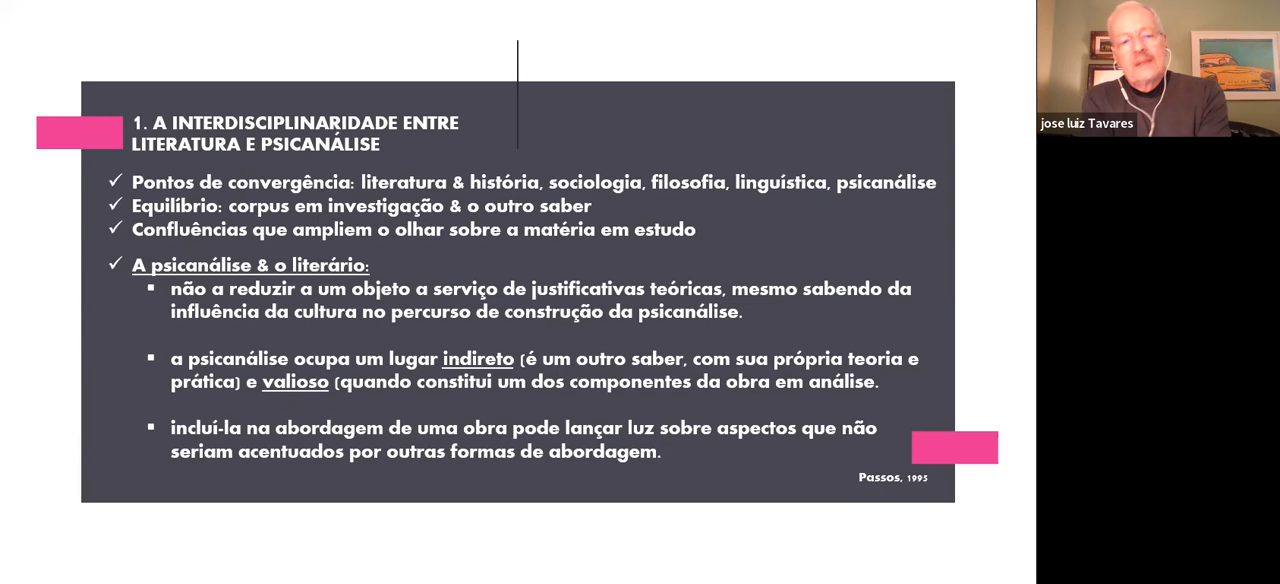 1. A INTERDISCIPLINARIDADE ENTRE
LITERATURA E PSICANÁLISE
✓ Pontos de convergência: literatura & história, sociologia, filosofia, linguística, psicanálise
✓ Equilíbrio: corpus em investigação & o outro saber
✓ Confluências que ampliem o olhar sobre a matéria em estudo
✓ A psicanálise & o literário:
▪ não a reduzir a um objeto a serviço de justificativas teóricas, mesmo sabendo da
influência da cultura no percurso de construção da psicanálise.
▪ a psicanálise ocupa um lugar indireto (é um outro saber, com sua própria teoria e
prática) e valioso (quando constitui um dos componentes da obra em análise.
▪ incluí-la na abordagem de uma obra pode lançar luz sobre aspectos que não
seriam acentuados por outras formas de abordagem.
Passos, 1995
jose luiz Tavares